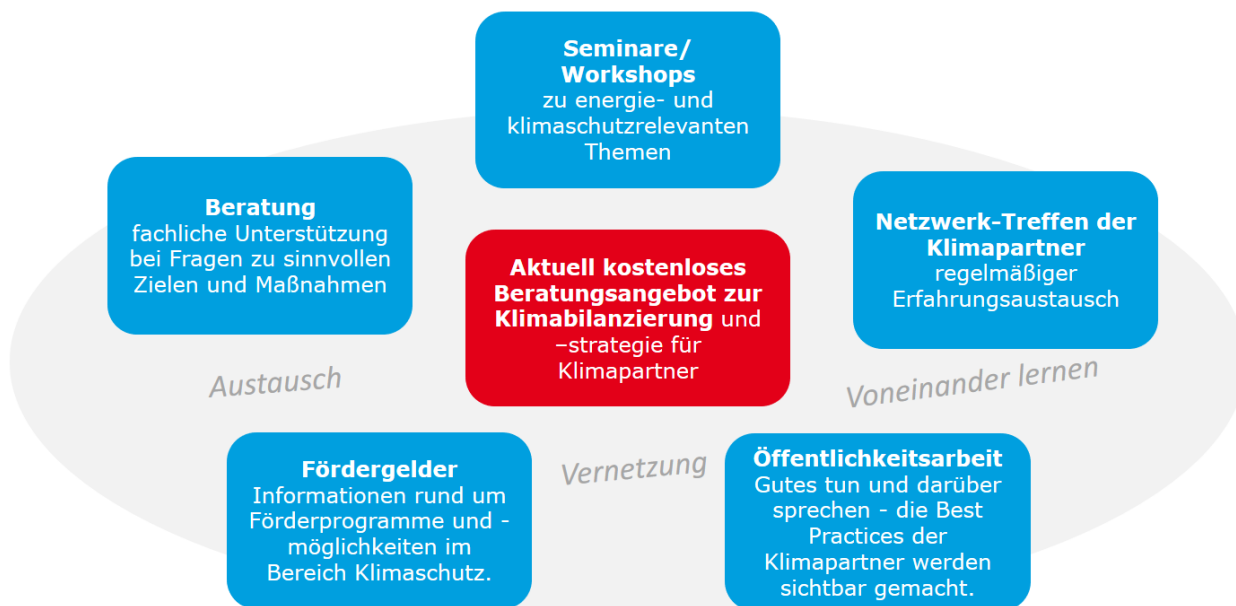 Seminare/
Workshops
zu energie- und
klimaschutzrelevanten
Themen
Beratung
fachliche Unterstützung
bei Fragen zu sinnvollen
Zielen und Maßnahmen
Netzwerk-Treffen der
Klimapartner
regelmäßiger
Erfahrungsaustausch
Aktuell kostenloses
Beratungsangebot zur
Klimabilanzierung und
–strategie für
Klimapartner
Austausch
Voneinander lernen
Vernetzung
Fördergelder
Informationen rund um
Förderprogramme und -
möglichkeiten im
Bereich Klimaschutz.
Öffentlichkeitsarbeit
Gutes tun und darüber
sprechen - die Best
Practices der
Klimapartner werden
sichtbar gemacht.